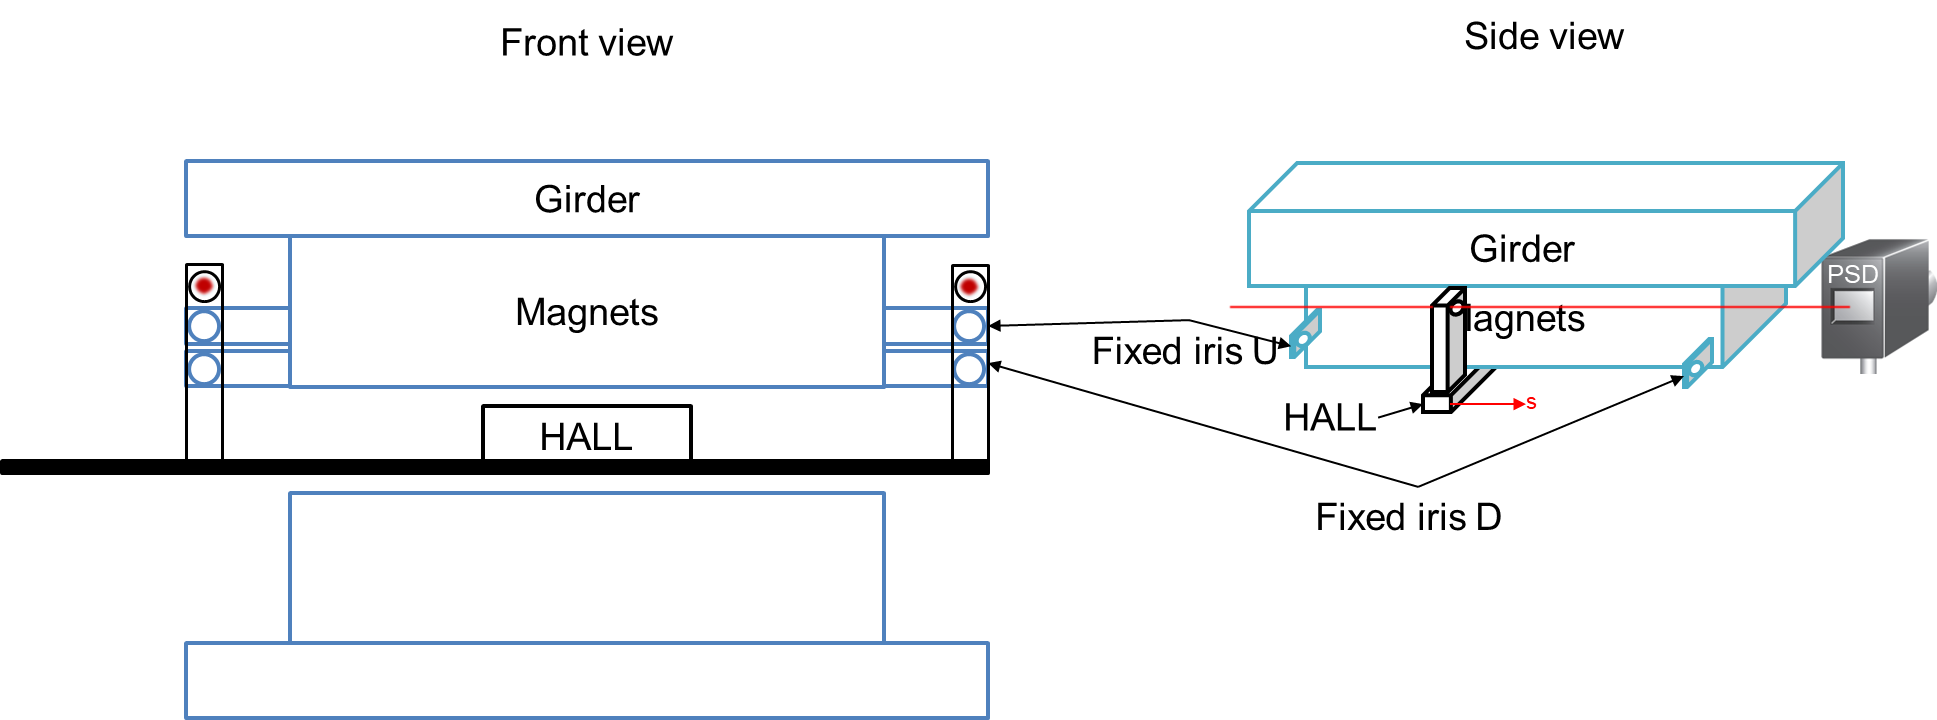 Front view
Side view
Girder
Magnets
HALL
Fixed iris U
Fixed iris D
Girder
agnets
HALL
s
PSD